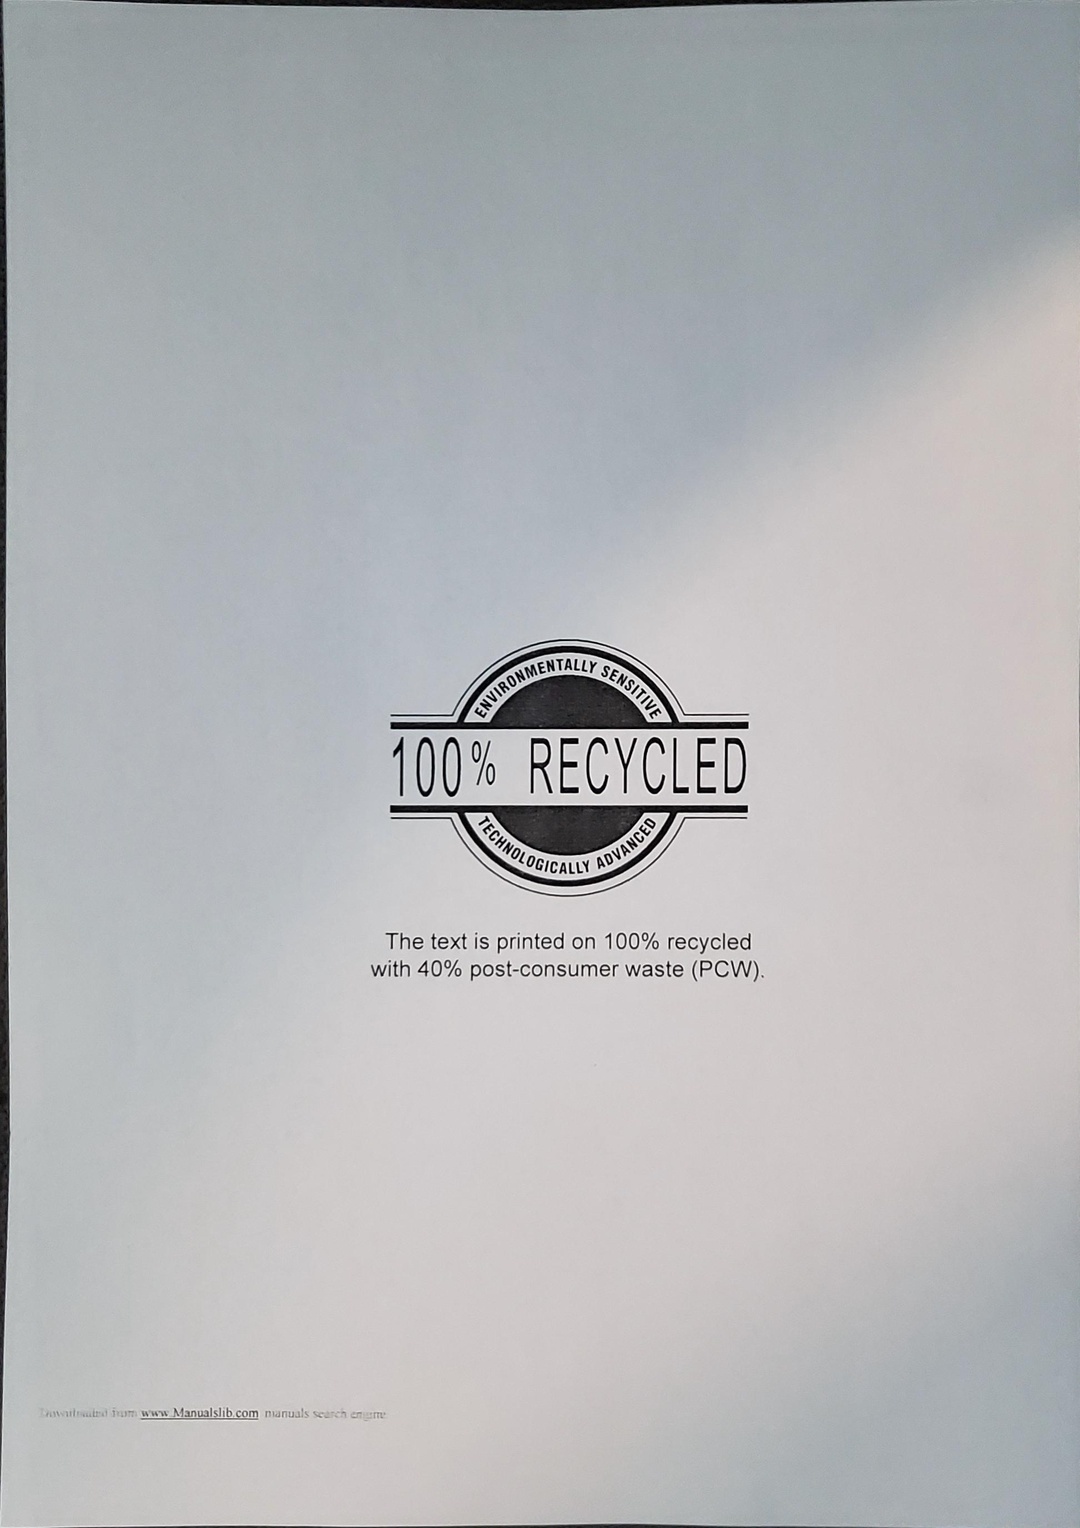 ENVIRONMENTALLY SENSITIVE
100% RECYCLED
TECHNOLOGICALLY ADVANCED
The text is printed on 100% recycled
with 40% post-consumer waste (PCW).
Downloaded from www.Manualslib.com manuals search engine